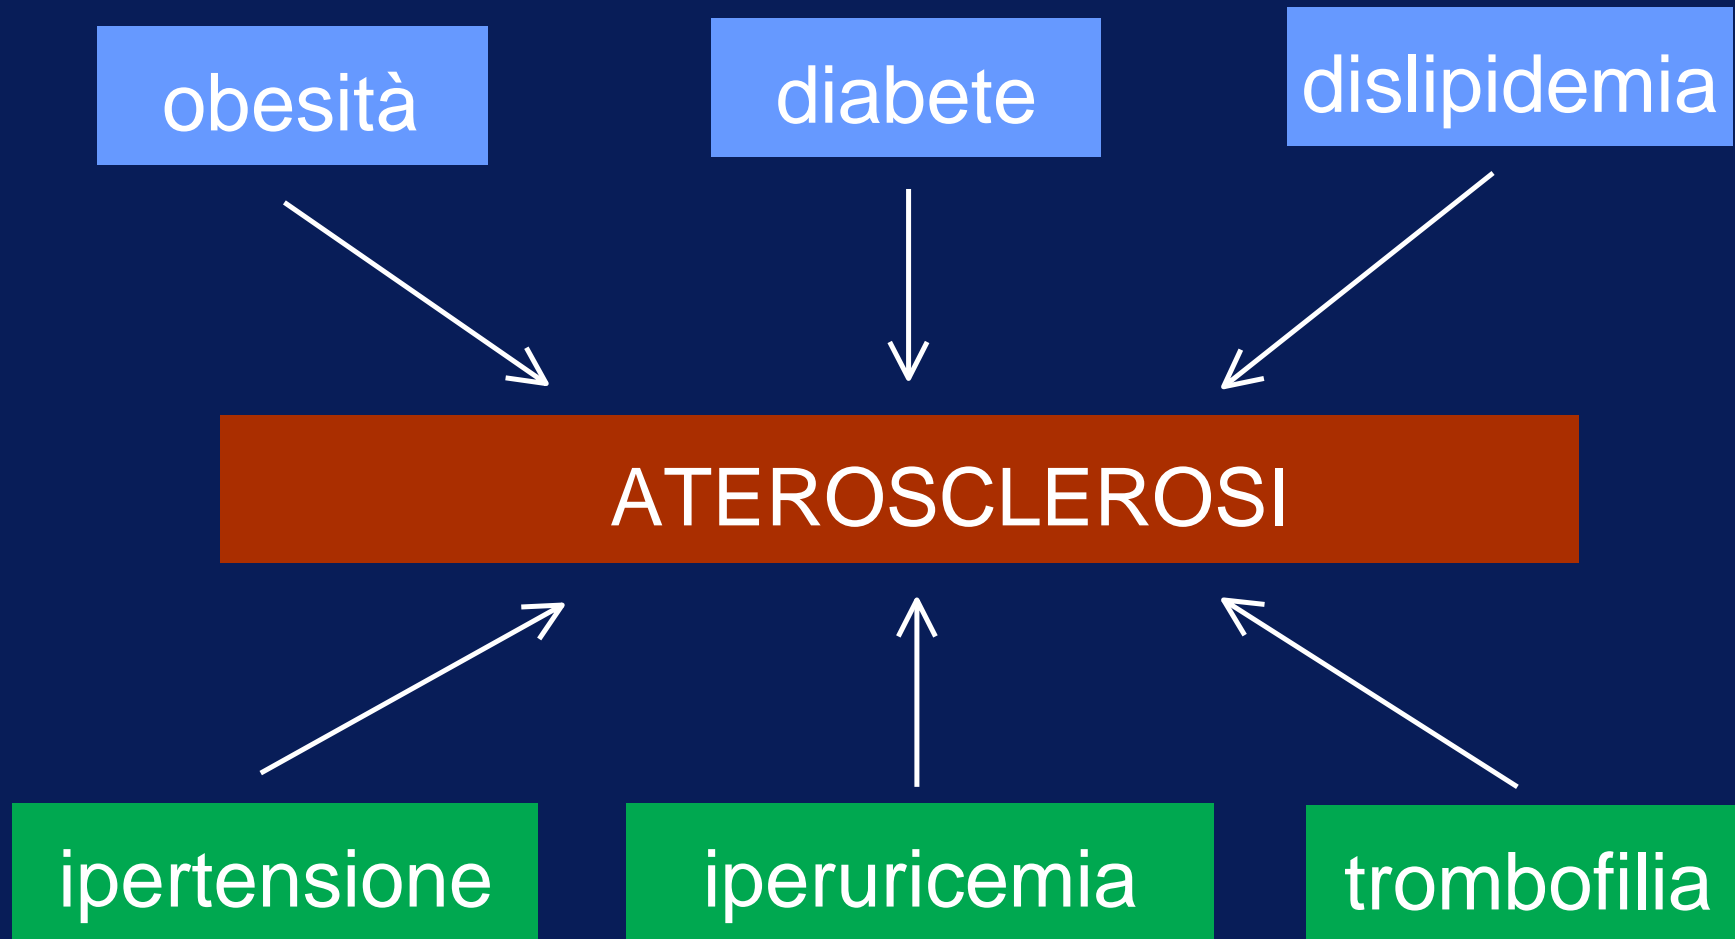 obesità
diabete
dislipidemia
ATEROSCLEROSI
ipertensione
iperuricemia
trombofilia